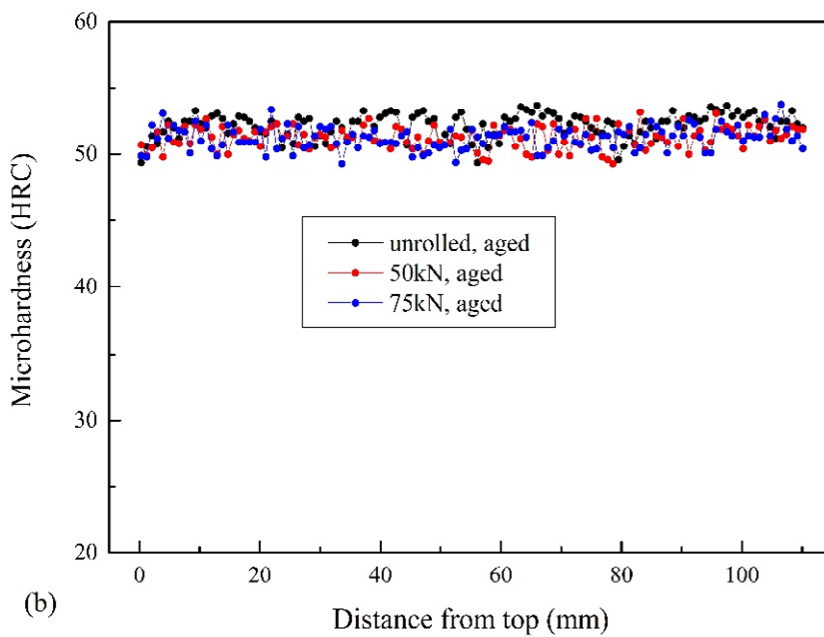 60
50
40
30
20
Microhardness (HRC)
unrolled, aged
50kN, aged
75kN, aged
0 20 40 60 80 100
Distance from top (mm)
(b)